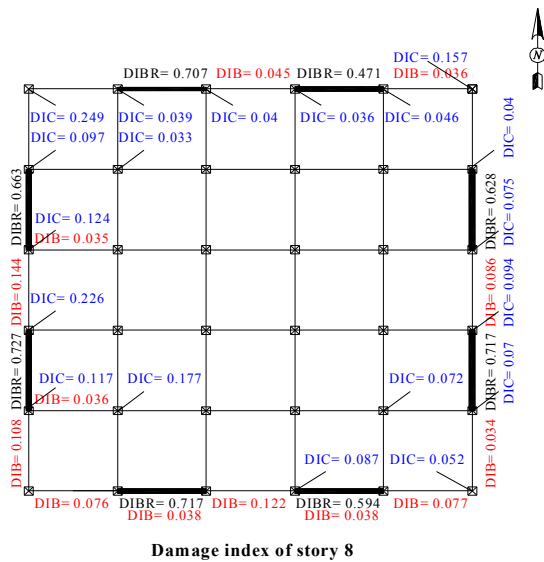 N
DIC= 0.157
DIBR= 0.707 DIB= 0.045 DIBR= 0.471 DIB= 0.036
DIC= 0.249 DIC= 0.039 DIC= 0.04 DIC= 0.036 DIC= 0.046 DIC= 0.04
DIC= 0.097 DIC= 0.033
DIBR= 0.663 DIBR= 0.628 DIC= 0.075
DIC= 0.124
DIB= 0.035
DIB= 0.144 DIB= 0.086 DIC= 0.094
DIC= 0.226
DIBR= 0.727 DIBR= 0.717 DIC= 0.07
DIC= 0.117 DIC= 0.177 DIC= 0.072
DIB= 0.036
DIB= 0.108 DIB= 0.034
DIC= 0.087 DIC= 0.052
DIB= 0.076 DIBR= 0.717 DIB= 0.122 DIBR= 0.594 DIB= 0.077
DIB= 0.038 DIB= 0.038
Damage index of story 8